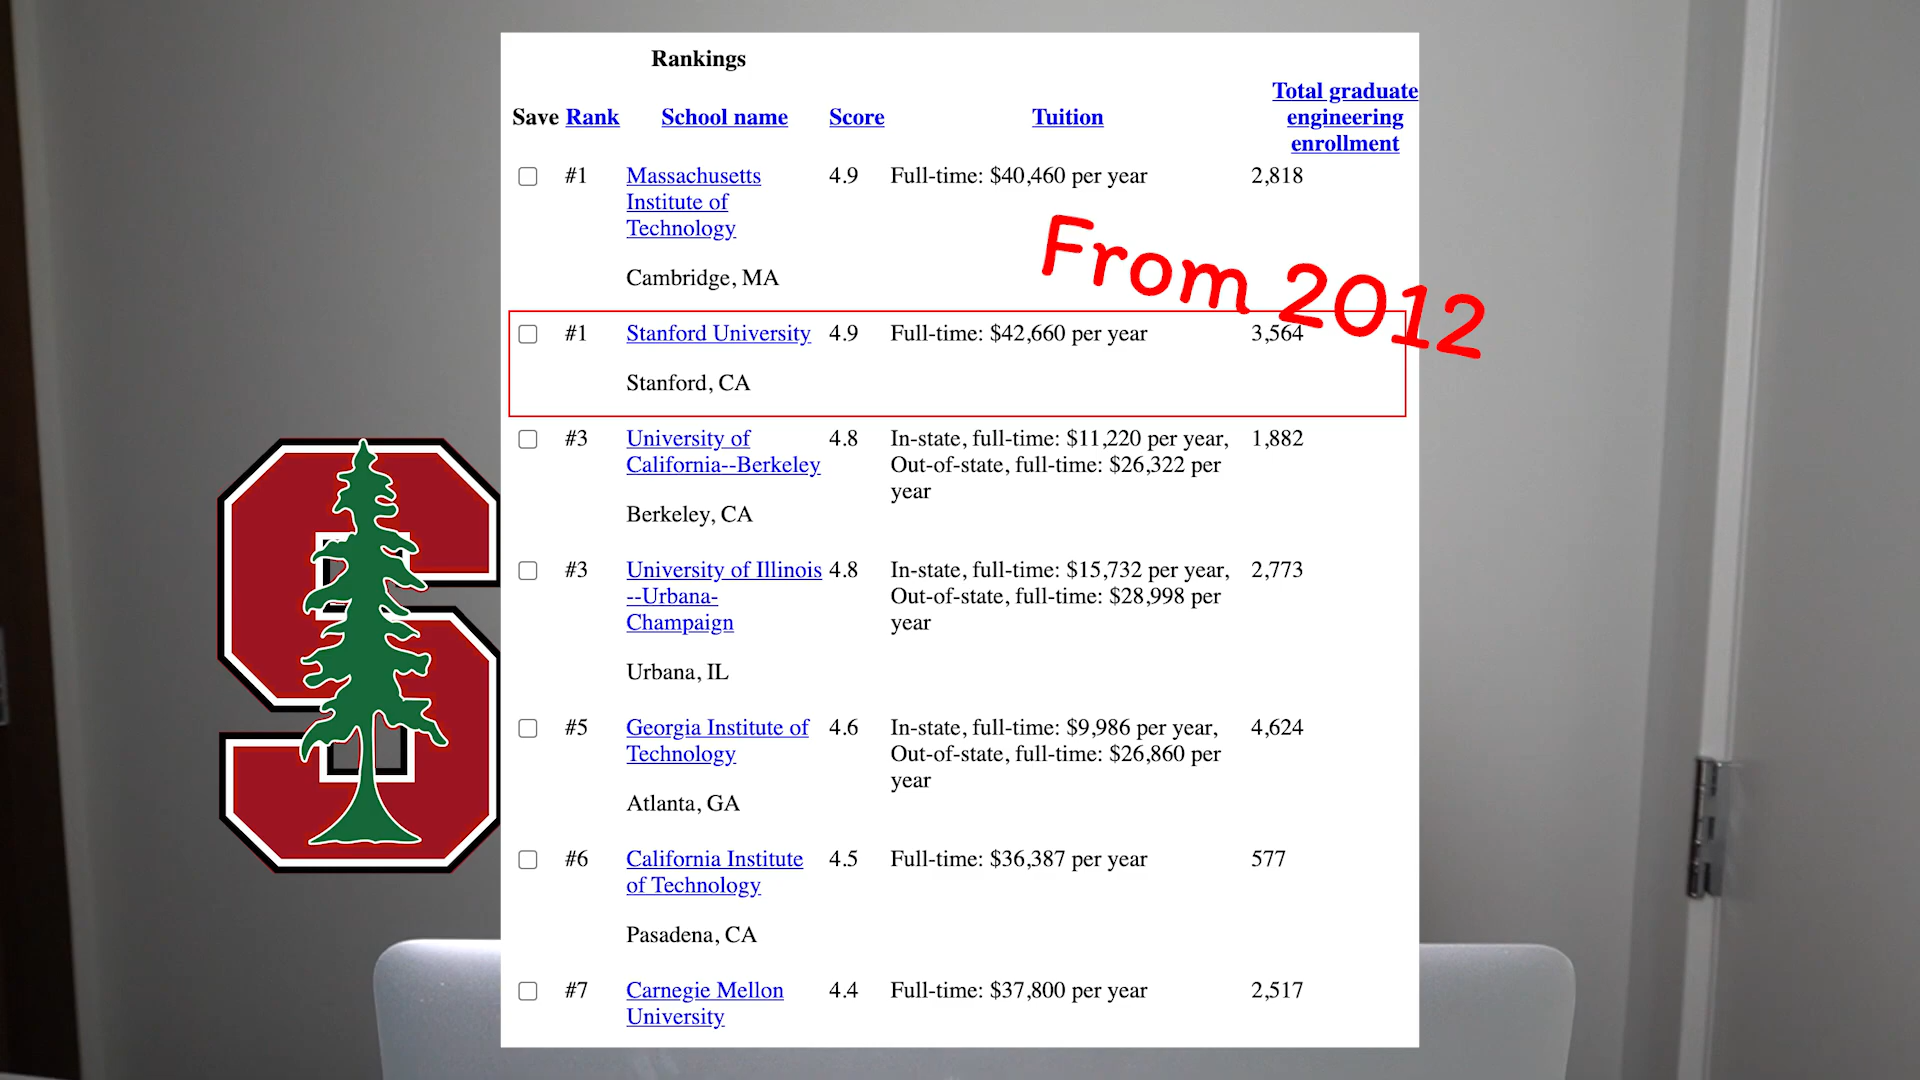 Rankings
Save Rank School name Score Tuition Total graduate
engineering
enrollment
#1 Massachusetts 4.9 Full-time: $40,460 per year 2,818
Institute of
Technology
Cambridge, MA
From 2012
#1 Stanford University 4.9 Full-time: $42,660 per year 3,564
Stanford, CA
#3 University of 4.8 In-state, full-time: $11,220 per year, 1,882
California--Berkeley Out-of-state, full-time: $26,322 per
year
Berkeley, CA
#3 University of Illinois 4.8 In-state, full-time: $15,732 per year, 2,773
--Urbana- Out-of-state, full-time: $28,998 per
Champaign year
Urbana, IL
#5 Georgia Institute of 4.6 In-state, full-time: $9,986 per year, 4,624
Technology Out-of-state, full-time: $26,860 per
year
Atlanta, GA
#6 California Institute 4.5 Full-time: $36,387 per year 577
of Technology
Pasadena, CA
#7 Carnegie Mellon 4.4 Full-time: $37,800 per year 2,517
University
S